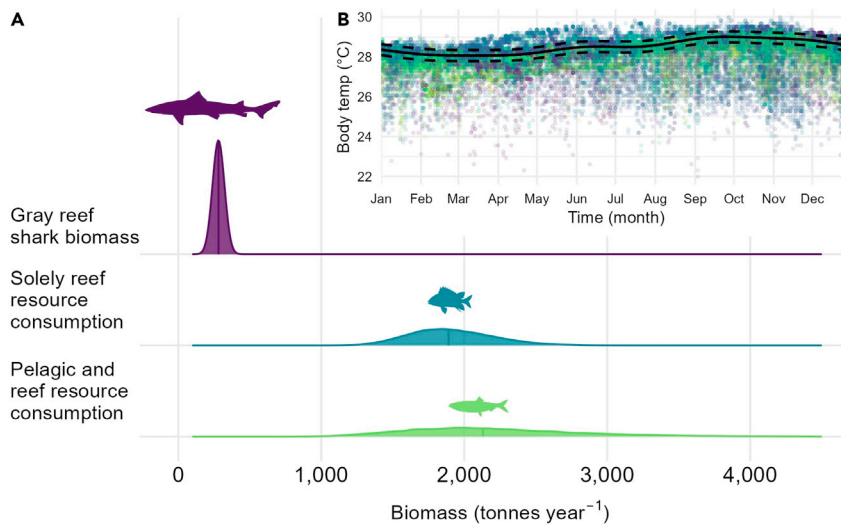 A
B
30
28
26
24
22
Body temp (°C)
Jan Feb Mar Apr May Jun Jul Aug Sep Oct Nov Dec
Time (month)
Gray reef
shark biomass
Solely reef
resource
consumption
Pelagic and
reef resource
consumption
0 1,000 2,000 3,000 4,000
Biomass (tonnes year⁻¹)